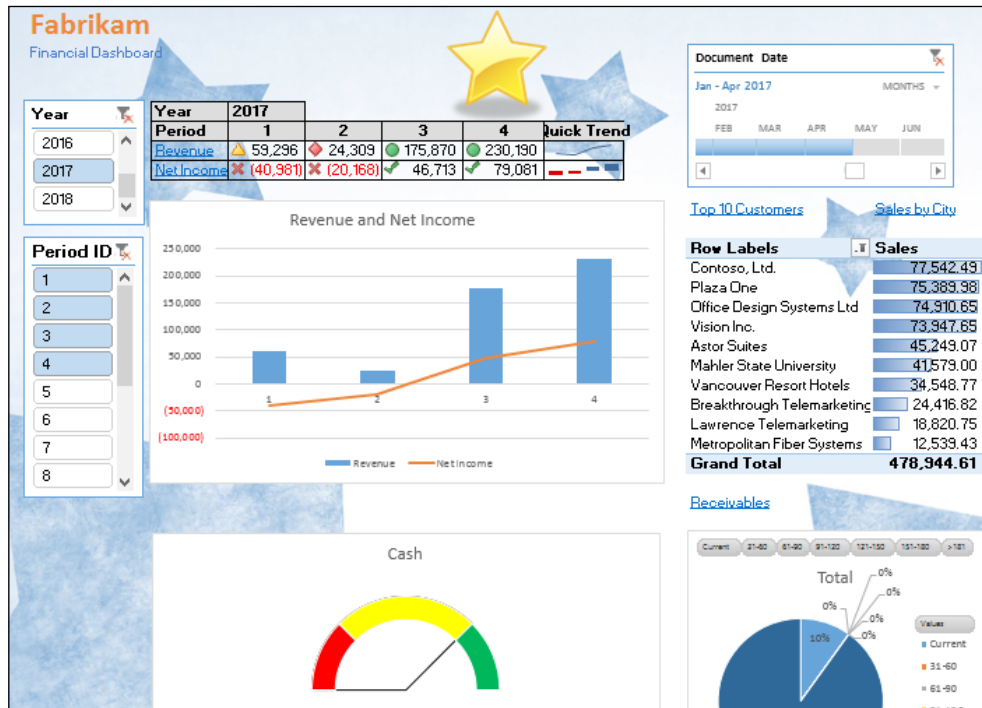 Fabrikam
Financial Dashboard
Year
2016
2017
2018
Period ID
1
2
3
4
5
6
7
8
Year 2017
Period 1 2 3 4 Quick Trend
Revenue 59,296 24,309 175,870 230,190
Net Income (40,981) (20,168) 46,713 79,081
Revenue and Net Income
250,000
200,000
150,000
100,000
50,000
0
(50,000)
(100,000)
1 2 3 4
Revenue Net Income
Cash
Document Date
Jan - Apr 2017 MONTHS
2017
FEB MAR APR MAY JUN
Top 10 Customers Sales by City
Row Labels Sales
Contoso, Ltd. 77,542.49
Plaza One 75,389.98
Office Design Systems Ltd 74,910.65
Vision Inc. 73,947.65
Astor Suites 45,249.07
Mahler State University 41,579.00
Vancouver Resort Hotels 34,548.77
Breakthrough Telemarketing 24,416.82
Lawrence Telemarketing 18,820.75
Metropolitan Fiber Systems 12,539.43
Grand Total 478,944.61
Receivables
Current 31-60 61-90 91-120 121-150 151-180 >181
Total
0%
0%
0%
0%
0%
10%
Values
Current
31-60
61-90